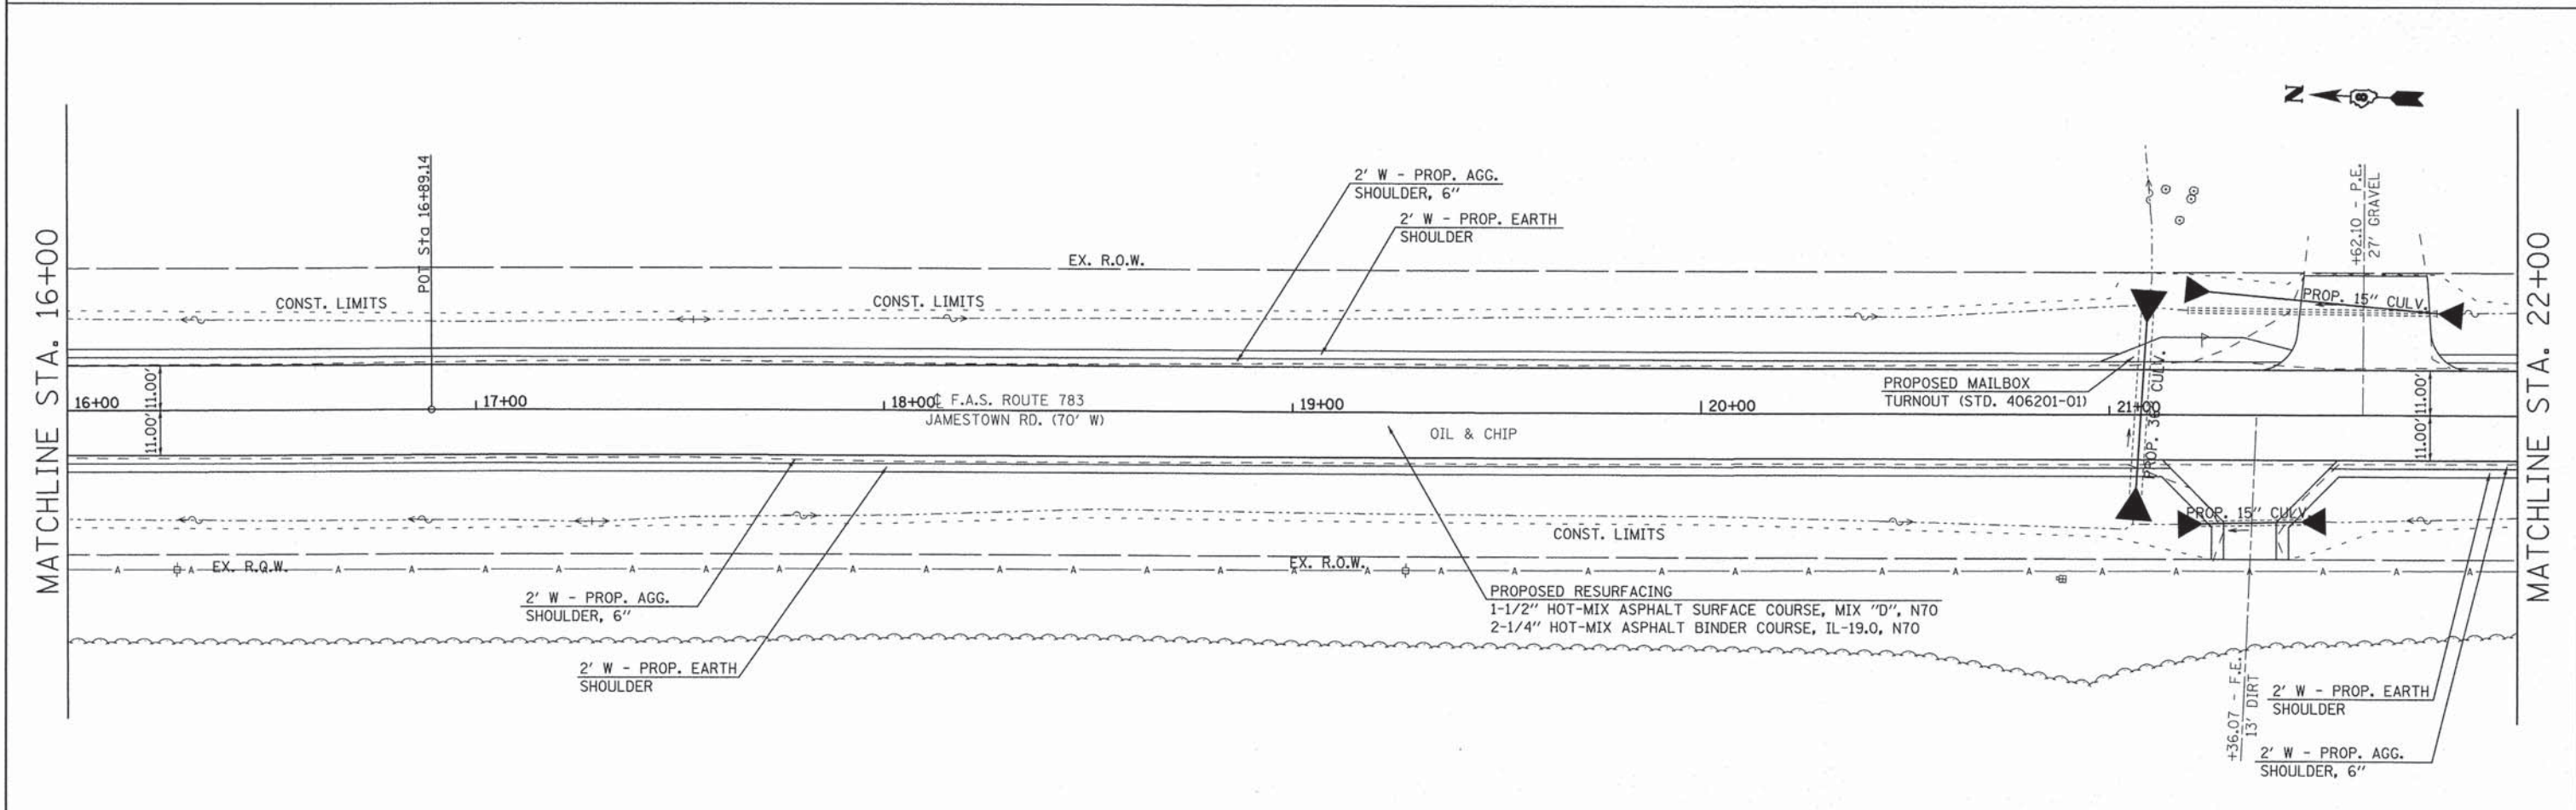 MATCHLINE STA. 16+00
POT Sta 16+89.14
2' W - PROP. AGG.
SHOULDER, 6"
2' W - PROP. EARTH
SHOULDER
N
8
+62.10 - P.E.
27' GRAVEL
EX. R.O.W.
CONST. LIMITS
CONST. LIMITS
PROP. 15" CULV.
11.00'
11.00'
16+00
17+00
18+00
℄ F.A.S. ROUTE 783
JAMESTOWN RD. (70' W)
19+00
20+00
21+00
OIL & CHIP
PROPOSED MAILBOX
TURNOUT (STD. 406201-01)
CULV.
11.00'
11.00'
PROP. 15" CULV.
CONST. LIMITS
A A EX. R.O.W. A A A A A A A A A A A A A
EX. R.O.W. A A A A A A A A A A A A A A A
2' W - PROP. AGG.
SHOULDER, 6"
2' W - PROP. EARTH
SHOULDER
PROPOSED RESURFACING
1-1/2" HOT-MIX ASPHALT SURFACE COURSE, MIX "D", N70
2-1/4" HOT-MIX ASPHALT BINDER COURSE, IL-19.0, N70
+36.07 - F.E.
13' DIRT
2' W - PROP. EARTH
SHOULDER
2' W - PROP. AGG.
SHOULDER, 6"
MATCHLINE STA. 22+00